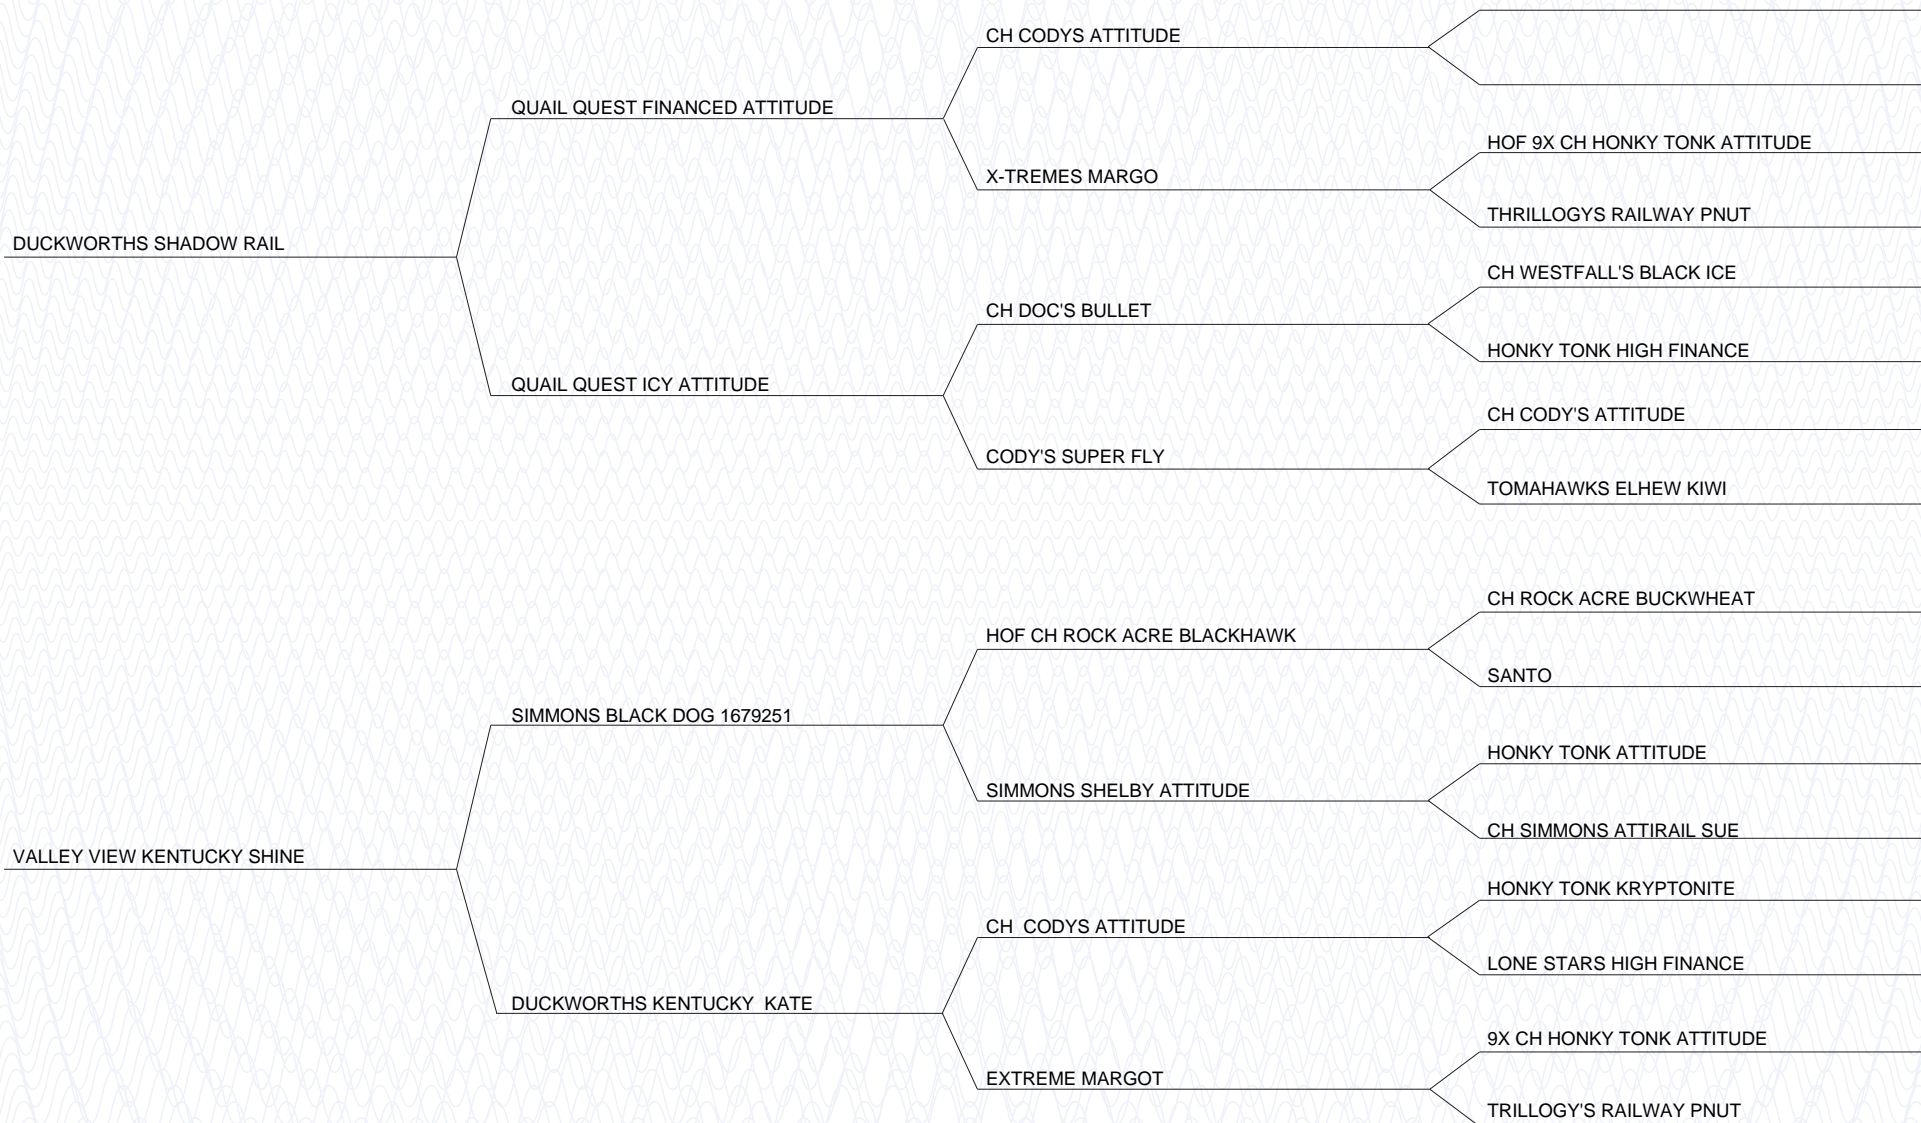 CH CODYS ATTITUDE
QUAIL QUEST FINANCED ATTITUDE
HOF 9X CH HONKY TONK ATTITUDE
X-TREMES MARGO
THRILLOGYS RAILWAY PNUT
DUCKWORTHS SHADOW RAIL
CH WESTFALL'S BLACK ICE
CH DOC'S BULLET
HONKY TONK HIGH FINANCE
QUAIL QUEST ICY ATTITUDE
CH CODY'S ATTITUDE
CODY'S SUPER FLY
TOMAHAWKS ELHEW KIWI
CH ROCK ACRE BUCKWHEAT
HOF CH ROCK ACRE BLACKHAWK
SANTO
SIMMONS BLACK DOG 1679251
HONKY TONK ATTITUDE
SIMMONS SHELBY ATTITUDE
CH SIMMONS ATTIRAIL SUE
VALLEY VIEW KENTUCKY SHINE
HONKY TONK KRYPTONITE
CH  CODYS ATTITUDE
LONE STARS HIGH FINANCE
DUCKWORTHS KENTUCKY  KATE
9X CH HONKY TONK ATTITUDE
EXTREME MARGOT
TRILLOGY'S RAILWAY PNUT